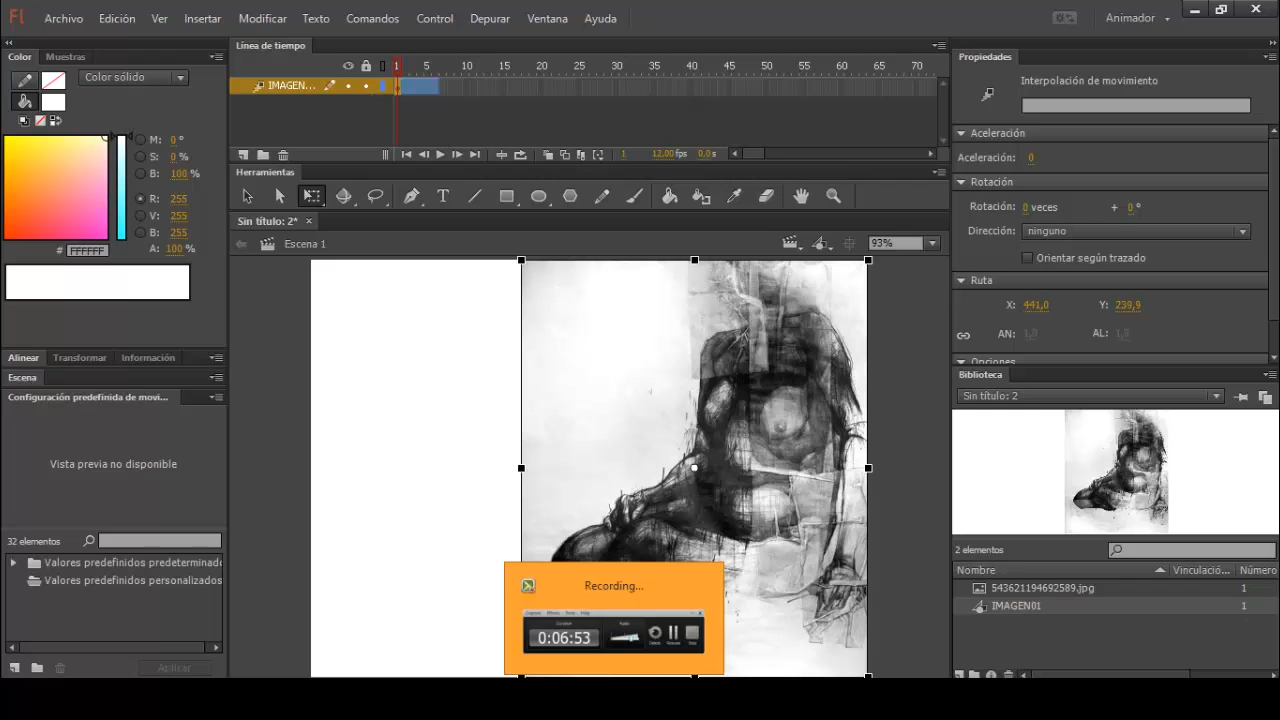 Fl Archivo Edición Ver Insertar Modificar Texto Comandos Control Depurar Ventana Ayuda Animador
Color Muestras
Color sólido
M: 0 °
S: 0 %
B: 100 %
R: 255
V: 255
B: 255
# FFFFFF A: 100 %
Alinear Transformar Información
Escena
Configuración predefinida de movi...
Vista previa no disponible
32 elementos
Valores predefinidos predeterminado
Valores predefinidos personalizados
Aplicar
Línea de tiempo
1 5 10 15 20 25 30 35 40 45 50 55 60 65 70
IMAGEN...
1 12,00 fps 0,0 s
Herramientas
Sin título: 2* ×
Escena 1 93%
Recording...
Duration Audio
0:06:53
Propiedades
Interpolación de movimiento
Aceleración
Aceleración: 0
Rotación
Rotación: 0 veces + 0 °
Dirección: ninguno
Orientar según trazado
Ruta
X: 441,0 Y: 239,9
AN: 1,0 AL: 1,0
Opciones
Biblioteca
Sin título: 2
2 elementos
Nombre Vinculació... Número
543621194692589.jpg 1
IMAGEN01 1